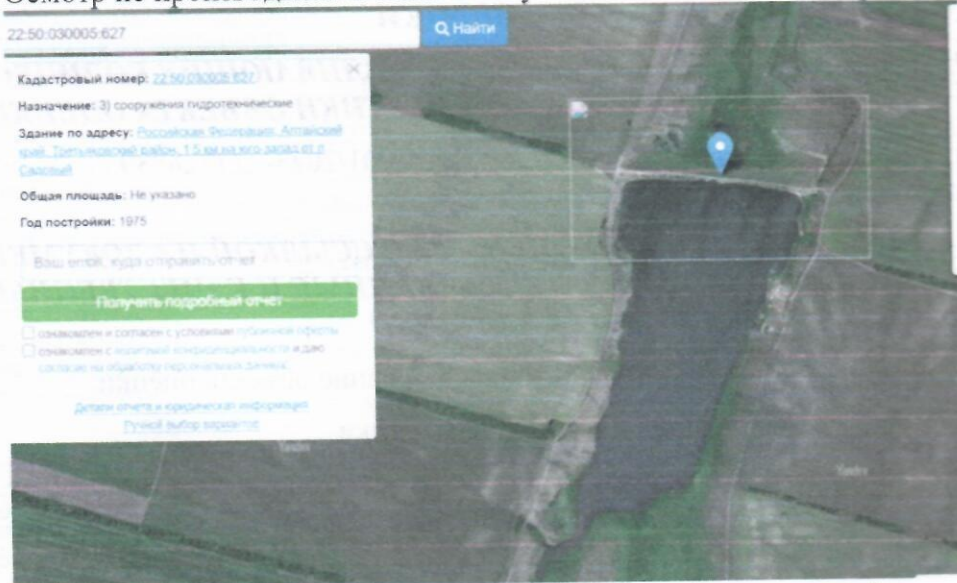 Осмотр не
22:50:030005:627
Найти
Кадастровый номер: 22:50:030005:627
Назначение: 3) сооружения гидротехнические
Здание по адресу: Российская Федерация, Алтайский
край, Третьяковский район, 1.5 км на юго-запад от п
Садовый
Общая площадь: Не указано
Год постройки: 1975
Ваш email, куда отправить отчет
Получить подробный отчет
ознакомлен и согласен с условиями публичной оферты
ознакомлен с политикой конфиденциальности и даю
согласие на обработку персональных данных
Детали отчета и юридическая информация
Ручной выбор вариантов
Yandex
Yandex